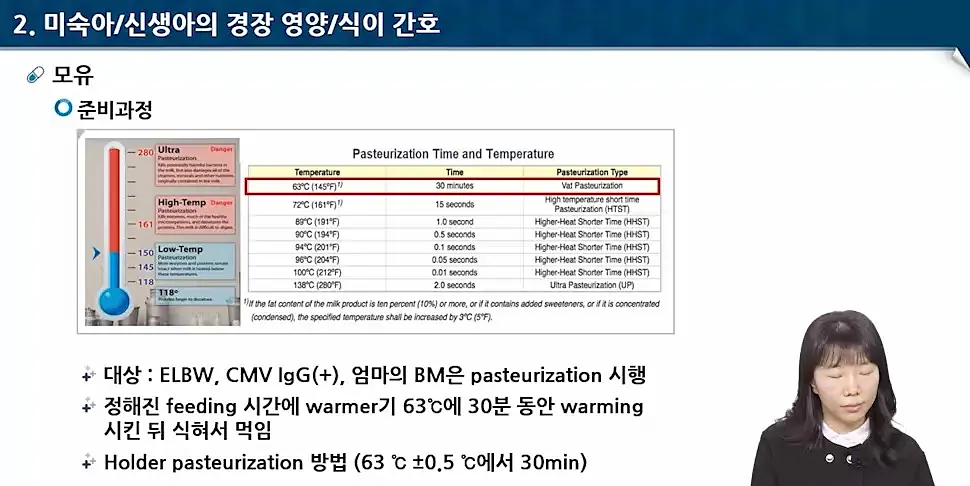 2. 미숙아/신생아의 경장 영양/식이 간호
모유
준비과정
280
Ultra Danger
Pasteurization
High-Temp Danger
Pasteurization
161
Low-Temp
Pasteurization
150
145
118
118°
Pasteurization Time and Temperature
Temperature Time Pasteurization Type
63℃ (145℉)¹⁾ 30 minutes Vat Pasteurization
72℃ (161℉)¹⁾ 15 seconds High temperature short time
Pasteurization (HTST)
89℃ (191℉) 1.0 second Higher-Heat Shorter Time (HHST)
90℃ (194℉) 0.5 seconds Higher-Heat Shorter Time (HHST)
94℃ (201℉) 0.1 seconds Higher-Heat Shorter Time (HHST)
96℃ (204℉) 0.05 seconds Higher-Heat Shorter Time (HHST)
100℃ (212℉) 0.01 seconds Higher-Heat Shorter Time (HHST)
138℃ (280℉) 2.0 seconds Ultra Pasteurization (UP)
¹⁾If the fat content of the milk product is ten percent (10%) or more, or if it contains added sweeteners, or if it is concentrated
(condensed), the specified temperature shall be increased by 3℃ (5℉).
대상 : ELBW, CMV IgG(+), 엄마의 BM은 pasteurization 시행
정해진 feeding 시간에 warmer기 63℃에 30분 동안 warming
시킨 뒤 식혀서 먹임
Holder pasteurization 방법 (63 ℃ ±0.5 ℃에서 30min)